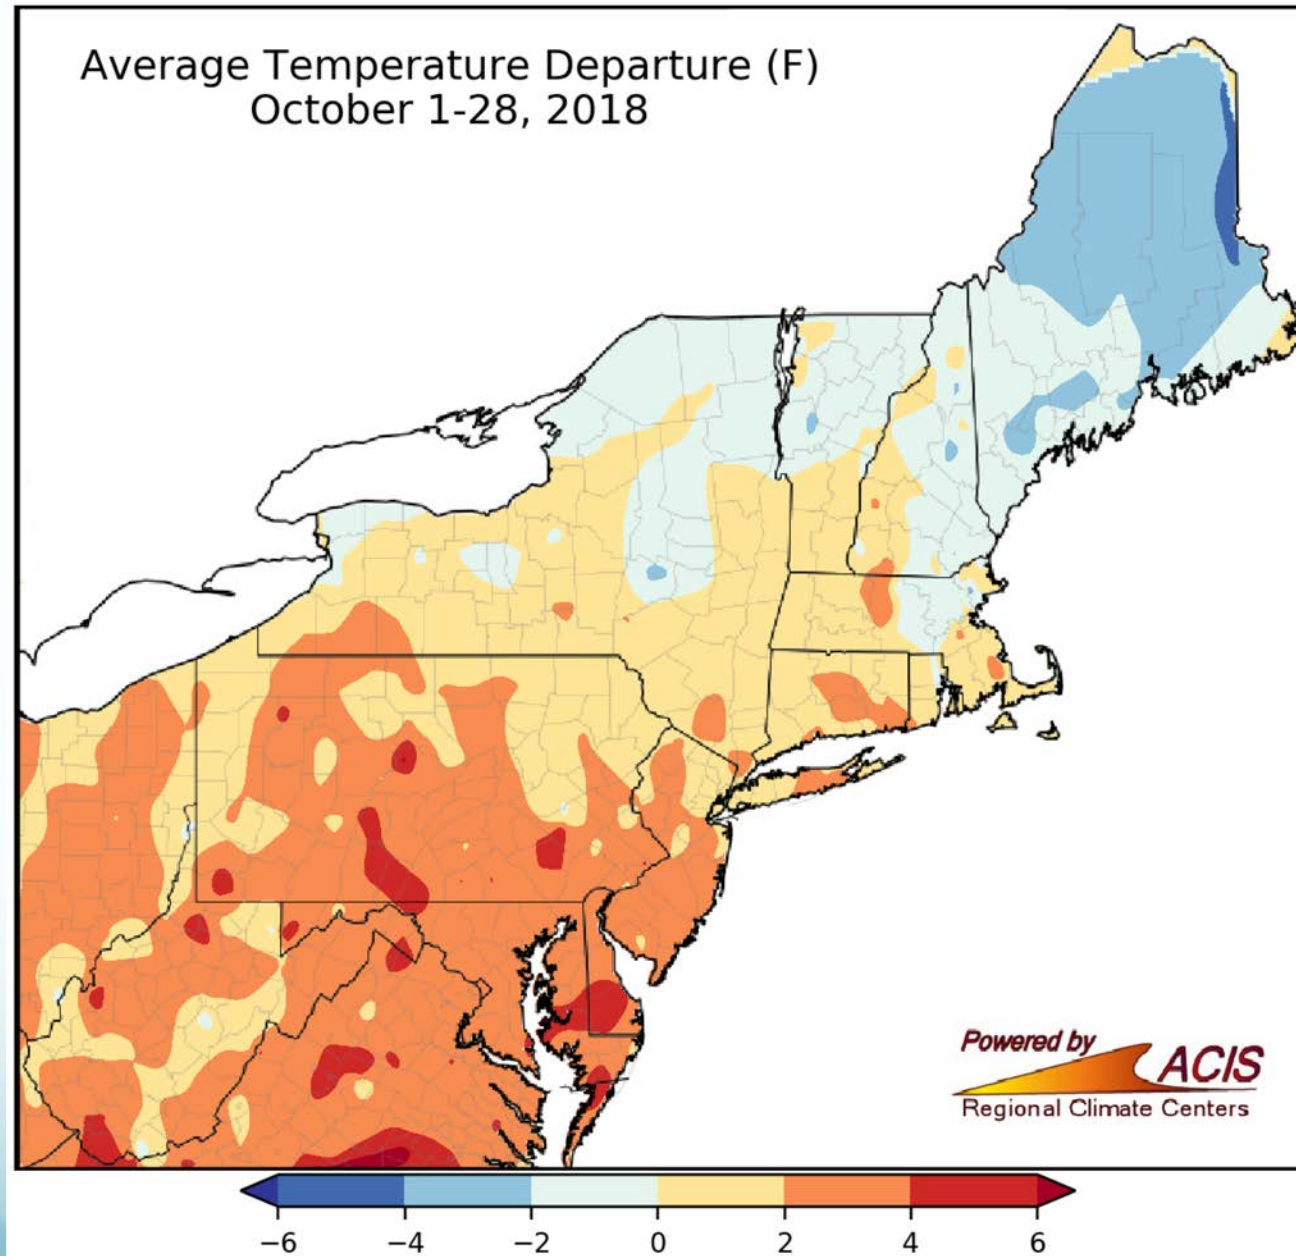 Average Temperature Departure (F)
October 1-28, 2018
Powered by
ACIS
Regional Climate Centers
−6 −4 −2 0 2 4 6